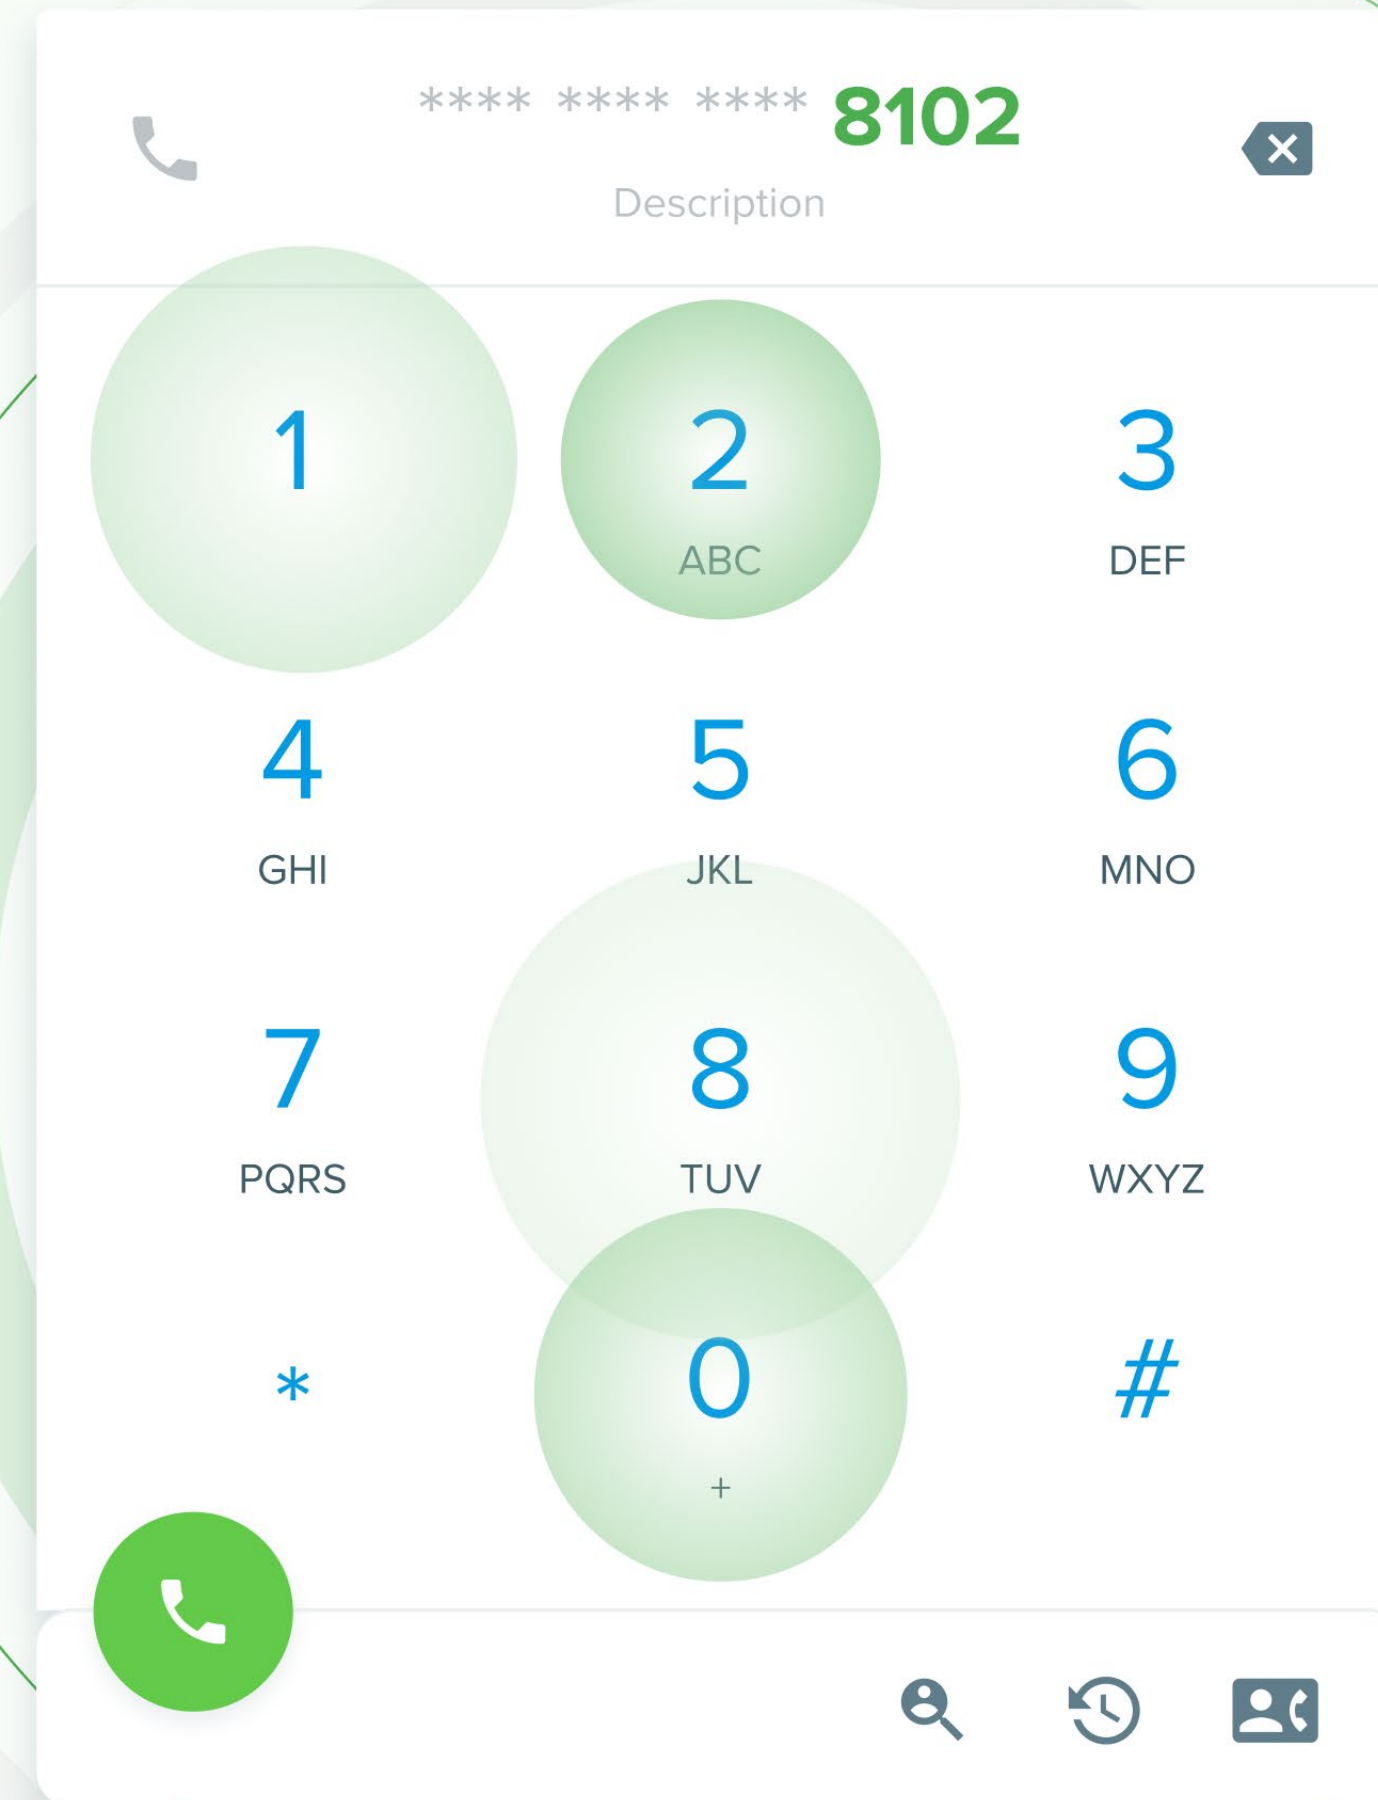 **** **** **** 8102
Description
1 2 3
ABC DEF
4 5 6
GHI JKL MNO
7 8 9
PQRS TUV WXYZ
* 0 #
+